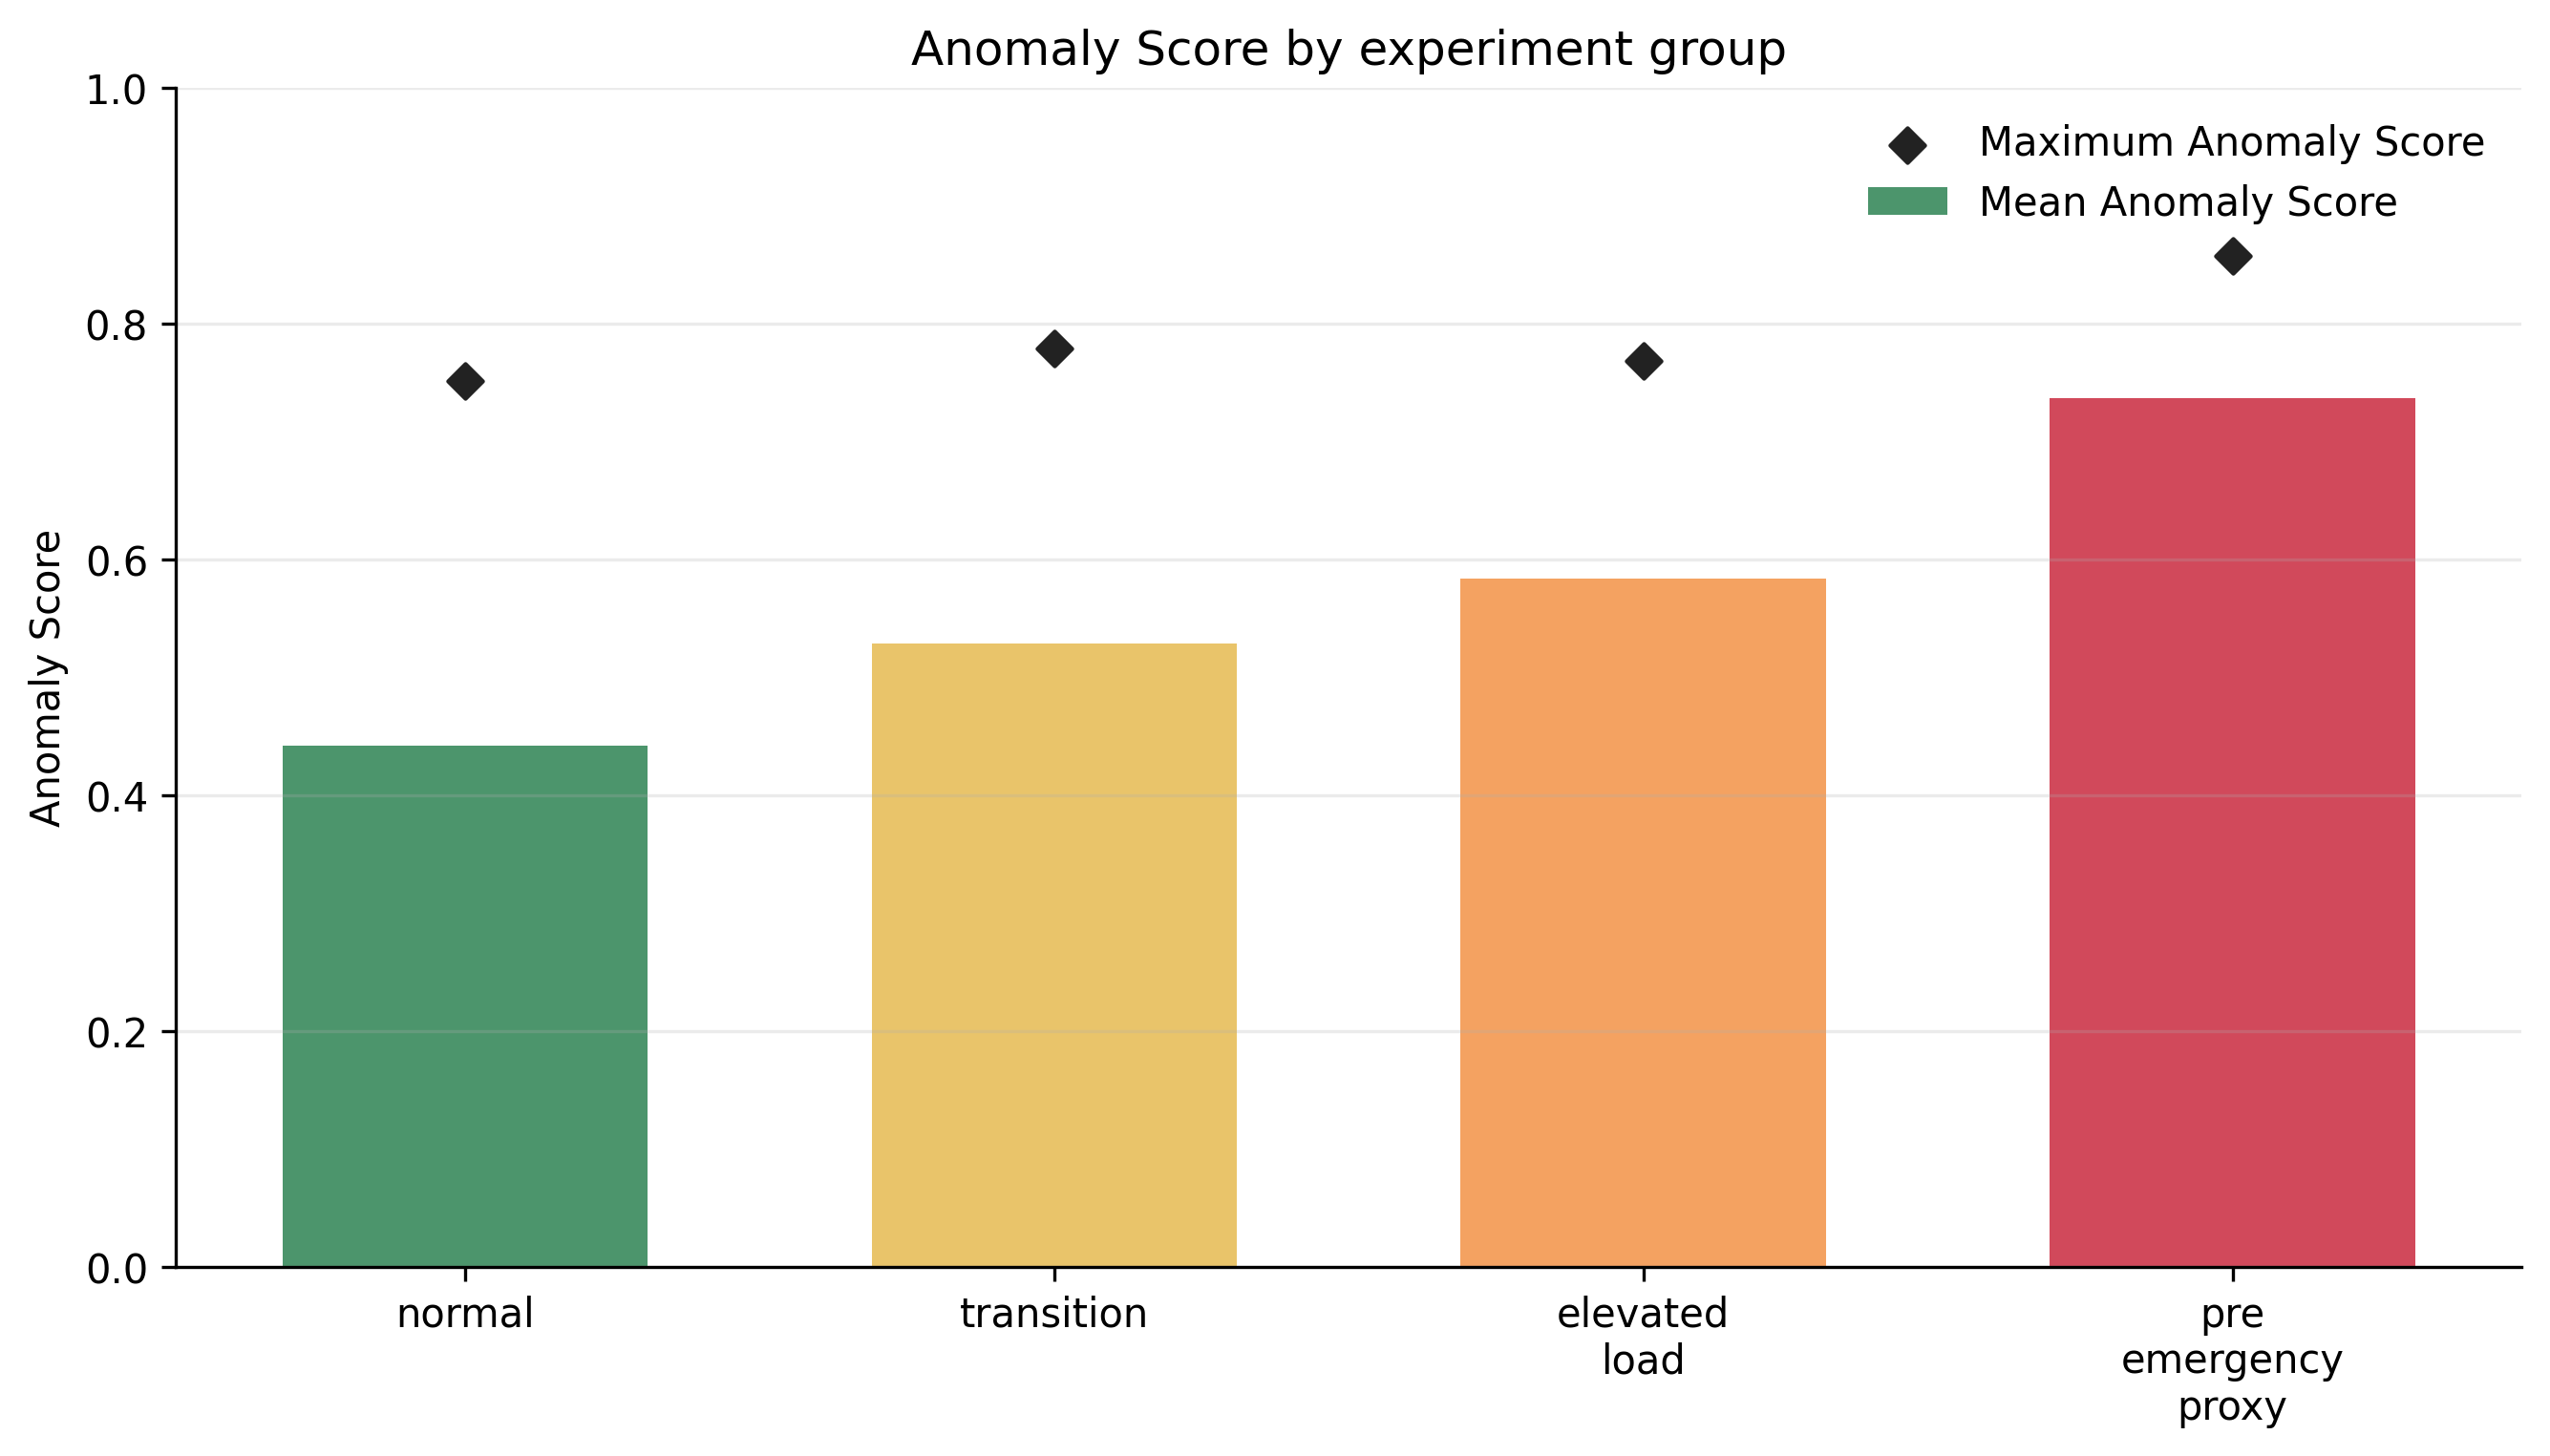 Anomaly Score by experiment group
Maximum Anomaly Score
Mean Anomaly Score
Anomaly Score
1.0
0.8
0.6
0.4
0.2
0.0
normal
transition
elevated
load
pre
emergency
proxy